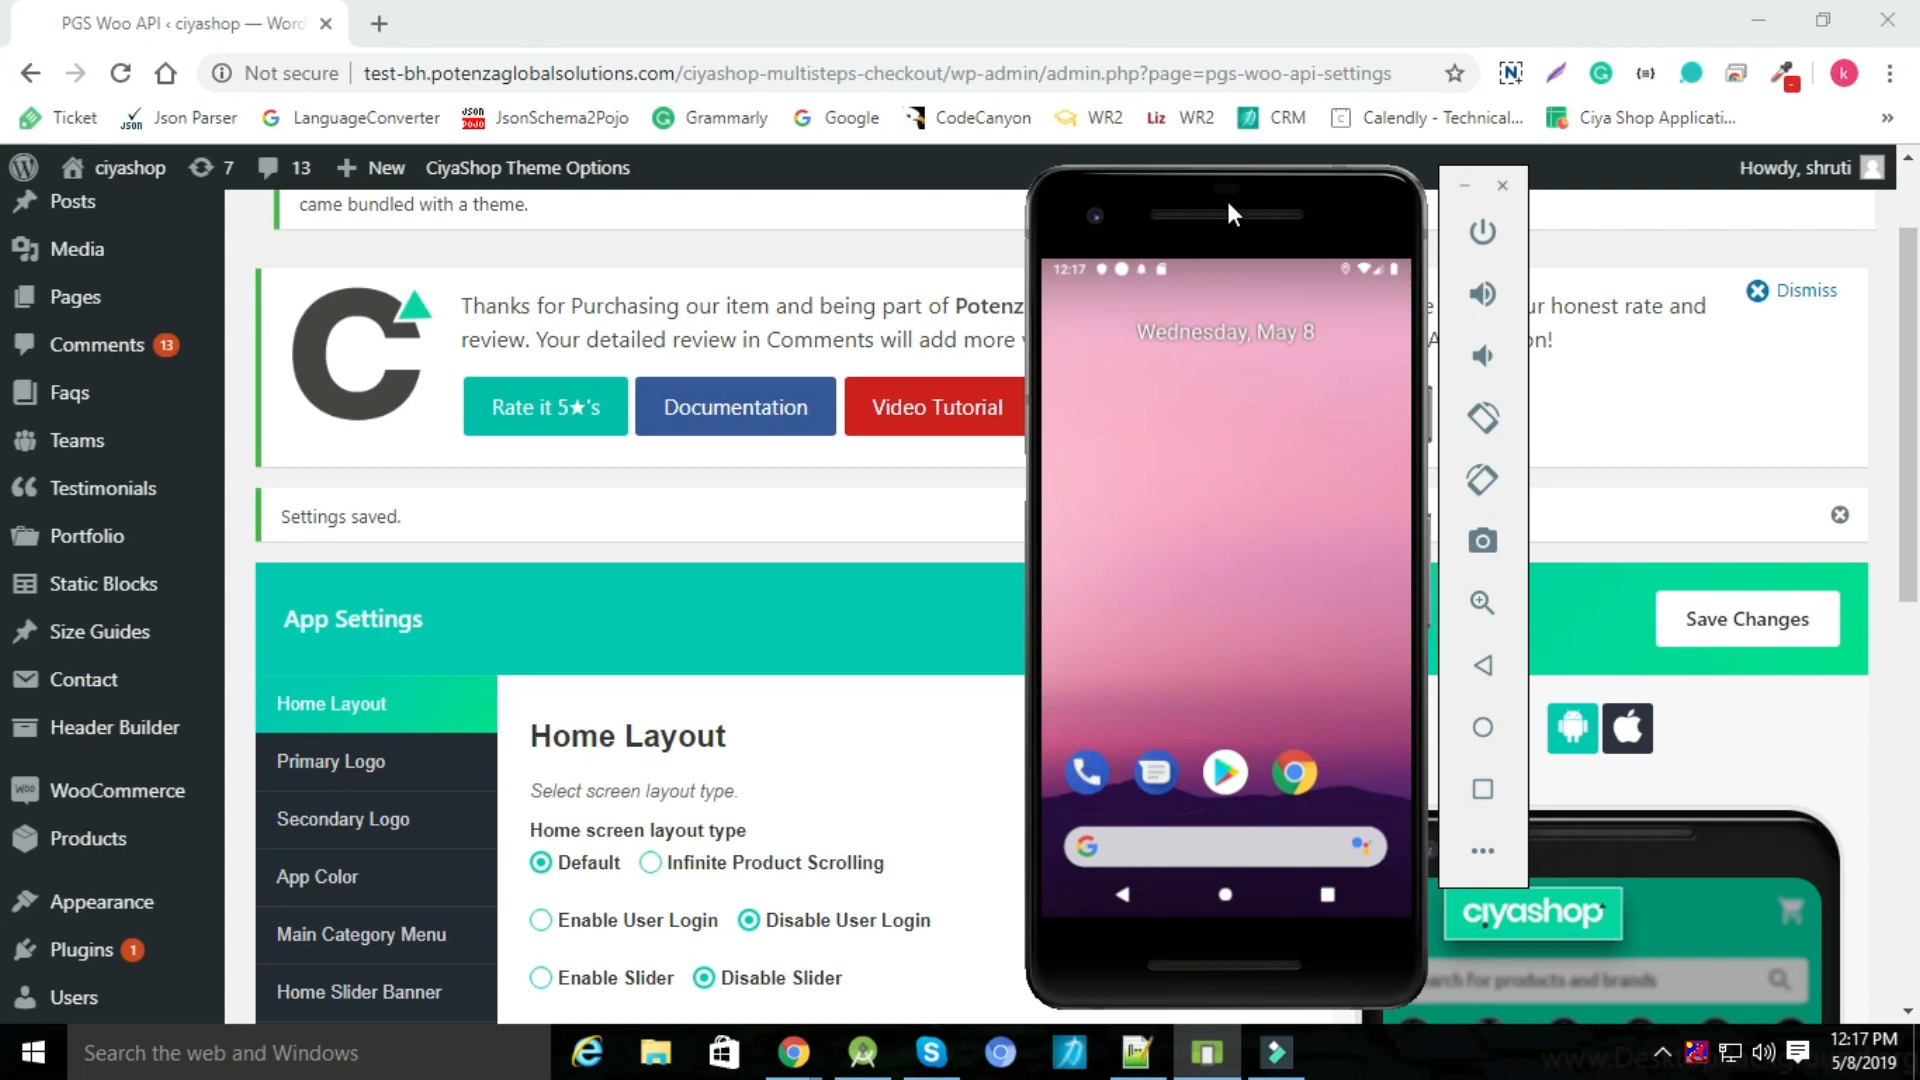 PGS Woo API ‹ ciyashop — Word
Not secure | test-bh.potenzaglobalsolutions.com/ciyashop-multisteps-checkout/wp-admin/admin.php?page=pgs-woo-api-settings
k
Ticket Json Parser LanguageConverter JsonSchema2Pojo Grammarly Google CodeCanyon WR2 Liz WR2 CRM Calendly - Technical... Ciya Shop Applicati... »
ciyashop 7 13 New CiyaShop Theme Options Howdy, shruti
Posts
Media
Pages
Comments 13
Faqs
Teams
Testimonials
Portfolio
Static Blocks
Size Guides
Contact
Header Builder
WooCommerce
Products
Appearance
Plugins 1
Users
came bundled with a theme.
Thanks for Purchasing our item and being part of Potenz
ur honest rate and
Dismiss
review. Your detailed review in Comments will add more
on!
Rate it 5★'s Documentation Video Tutorial
Settings saved.
App Settings
Save Changes
Home Layout
Primary Logo
Secondary Logo
App Color
Main Category Menu
Home Slider Banner
Home Layout
Select screen layout type.
Home screen layout type
Default Infinite Product Scrolling
Enable User Login Disable User Login
Enable Slider Disable Slider
12:17
Wednesday, May 8
ciyashop
arch for products and brands
Search the web and Windows
12:17 PM
5/8/2019